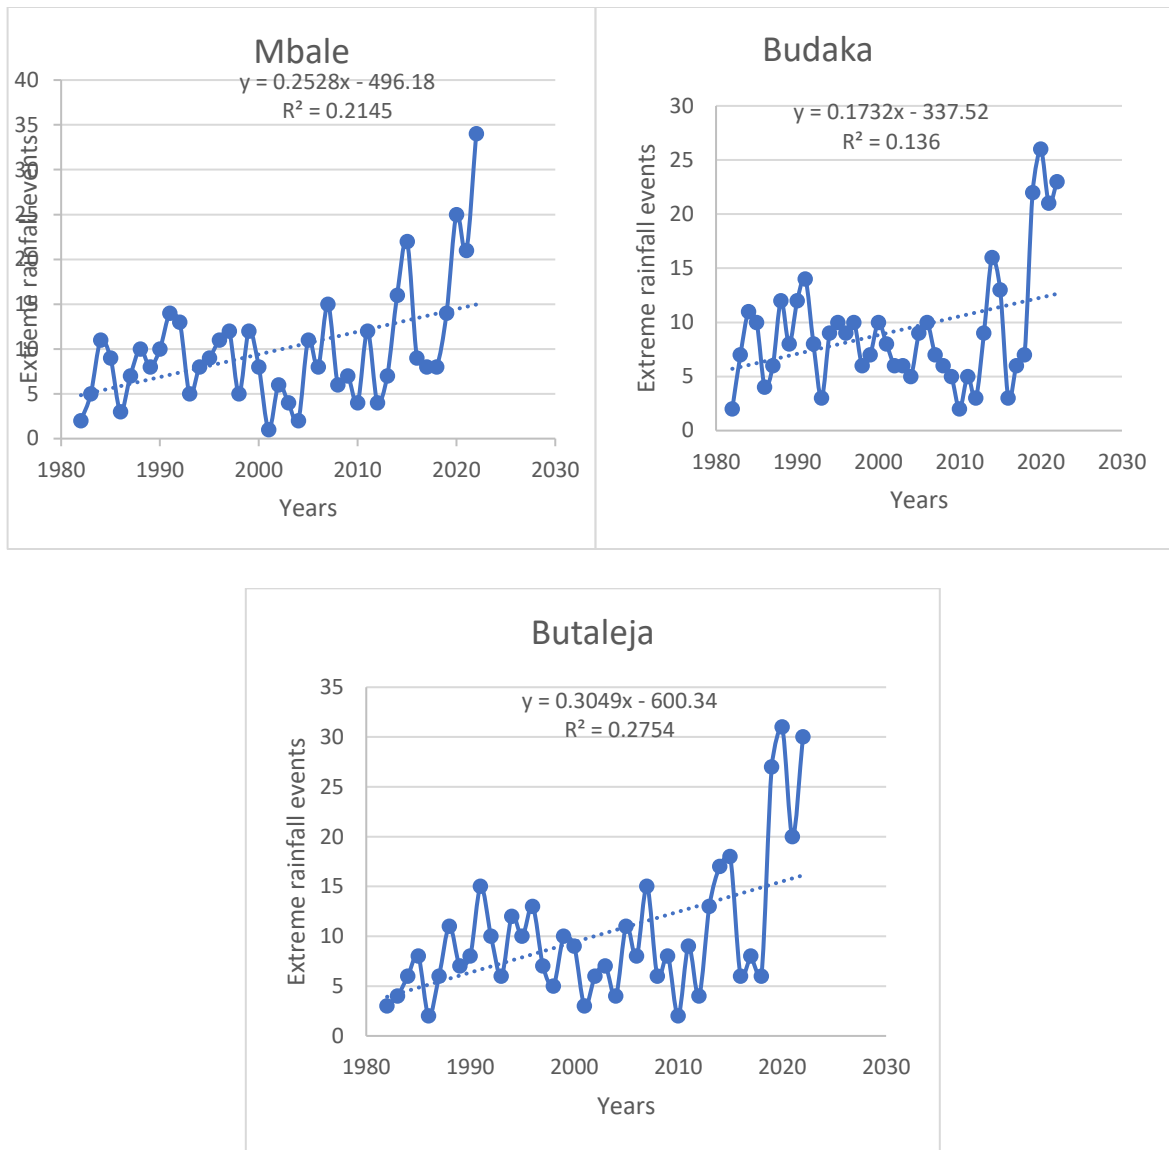 Mbale
y = 0.2528x - 496.18
R² = 0.2145
Extreme rainfall events
40
35
30
25
20
15
10
5
0
1980 1990 2000 2010 2020 2030
Years
Budaka
y = 0.1732x - 337.52
R² = 0.136
Extreme rainfall events
30
25
20
15
10
5
0
1980 1990 2000 2010 2020 2030
Years
Butaleja
y = 0.3049x - 600.34
R² = 0.2754
Extreme rainfall events
35
30
25
20
15
10
5
0
1980 1990 2000 2010 2020 2030
Years